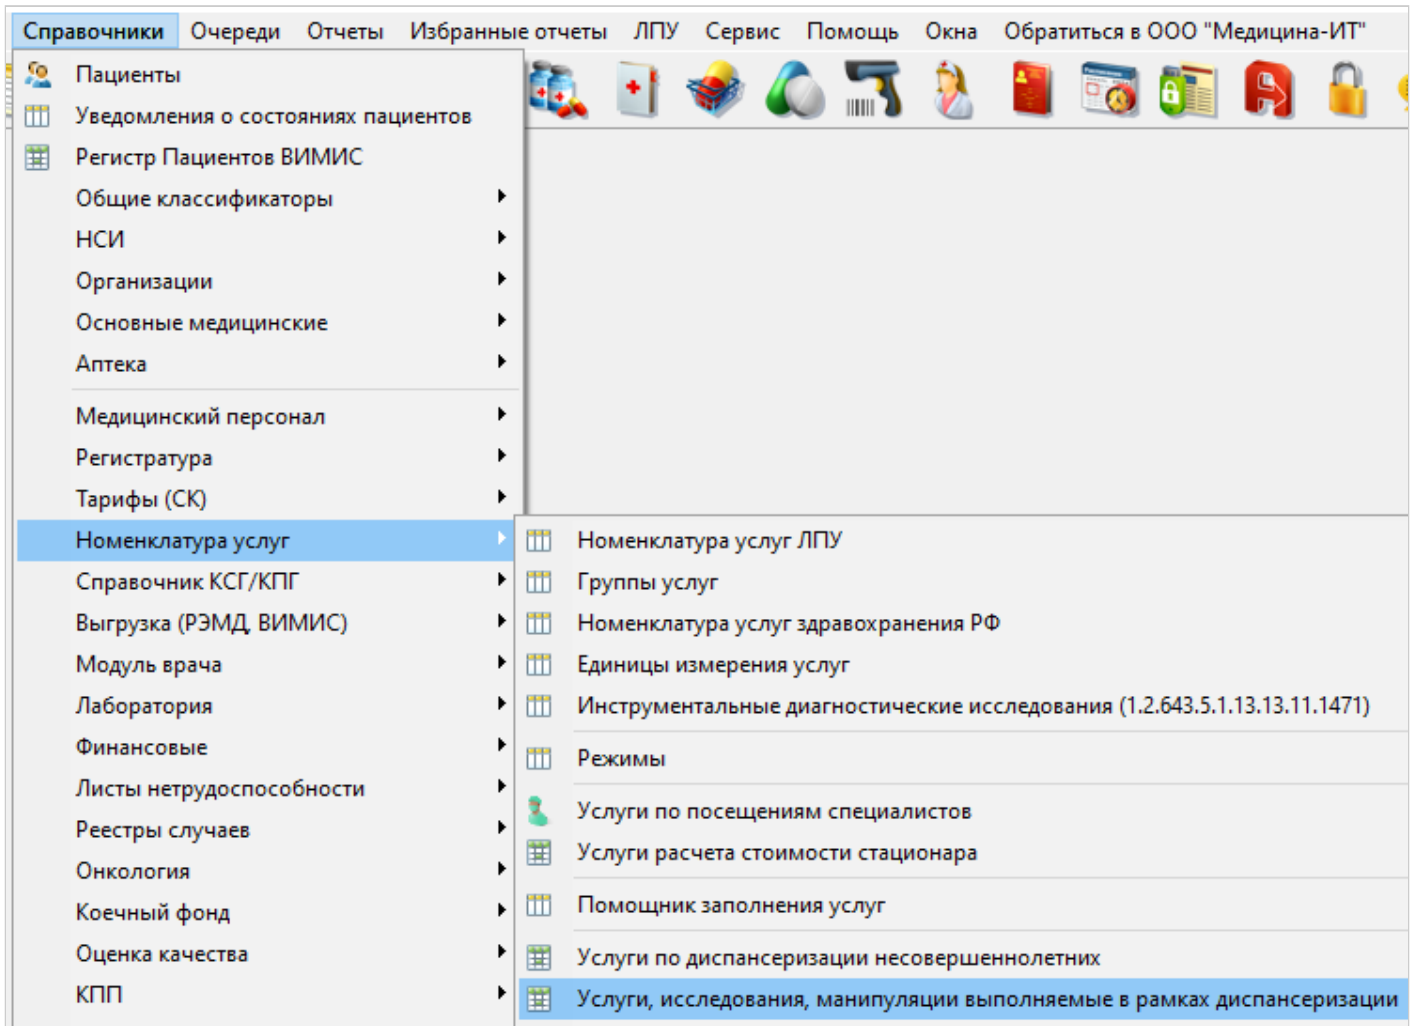 Справочники Очереди Отчеты Избранные отчеты ЛПУ Сервис Помощь Окна Обратиться в ООО "Медицина-ИТ"
Пациенты
Уведомления о состояниях пациентов
Регистр Пациентов ВИМИС
Общие классификаторы
НСИ
Организации
Основные медицинские
Аптека
Медицинский персонал
Регистратура
Тарифы (СК)
Номенклатура услуг
Справочник КСГ/КПГ
Выгрузка (РЭМД, ВИМИС)
Модуль врача
Лаборатория
Финансовые
Листы нетрудоспособности
Реестры случаев
Онкология
Коечный фонд
Оценка качества
КПП
Номенклатура услуг ЛПУ
Группы услуг
Номенклатура услуг здравохранения РФ
Единицы измерения услуг
Инструментальные диагностические исследования (1.2.643.5.1.13.13.11.1471)
Режимы
Услуги по посещениям специалистов
Услуги расчета стоимости стационара
Помощник заполнения услуг
Услуги по диспансеризации несовершеннолетних
Услуги, исследования, манипуляции выполняемые в рамках диспансеризации